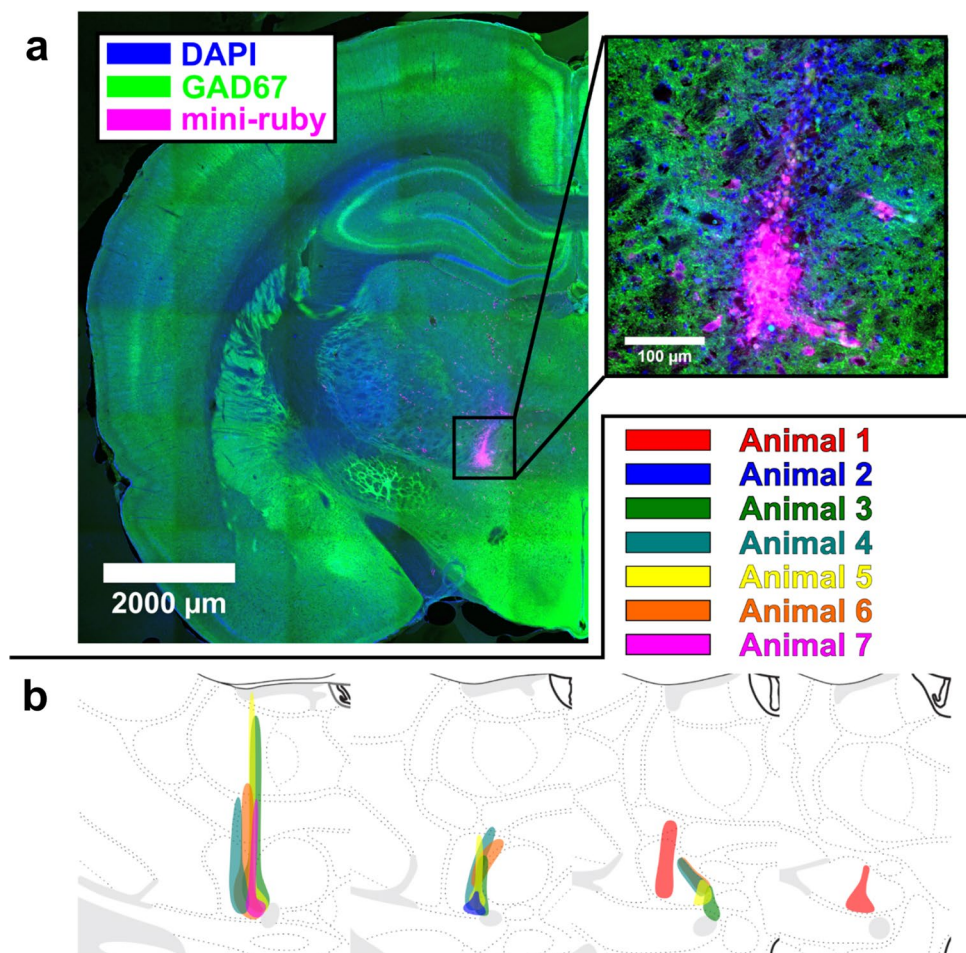 a
DAPI
GAD67
mini-ruby
2000 µm
100 µm
Animal 1
Animal 2
Animal 3
Animal 4
Animal 5
Animal 6
Animal 7
b